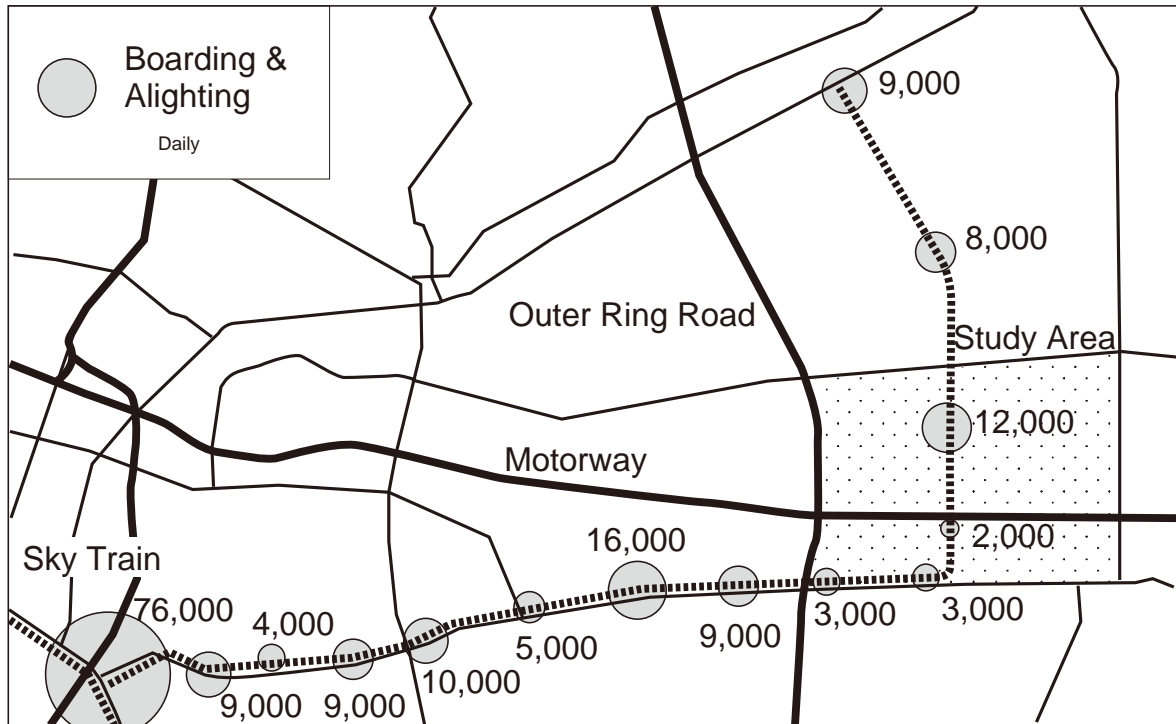 Boarding &
Alighting
Daily
9,000
8,000
Outer Ring Road
Study Area
12,000
Motorway
2,000
16,000
Sky Train
76,000
4,000
3,000
3,000
5,000
9,000
10,000
9,000
9,000